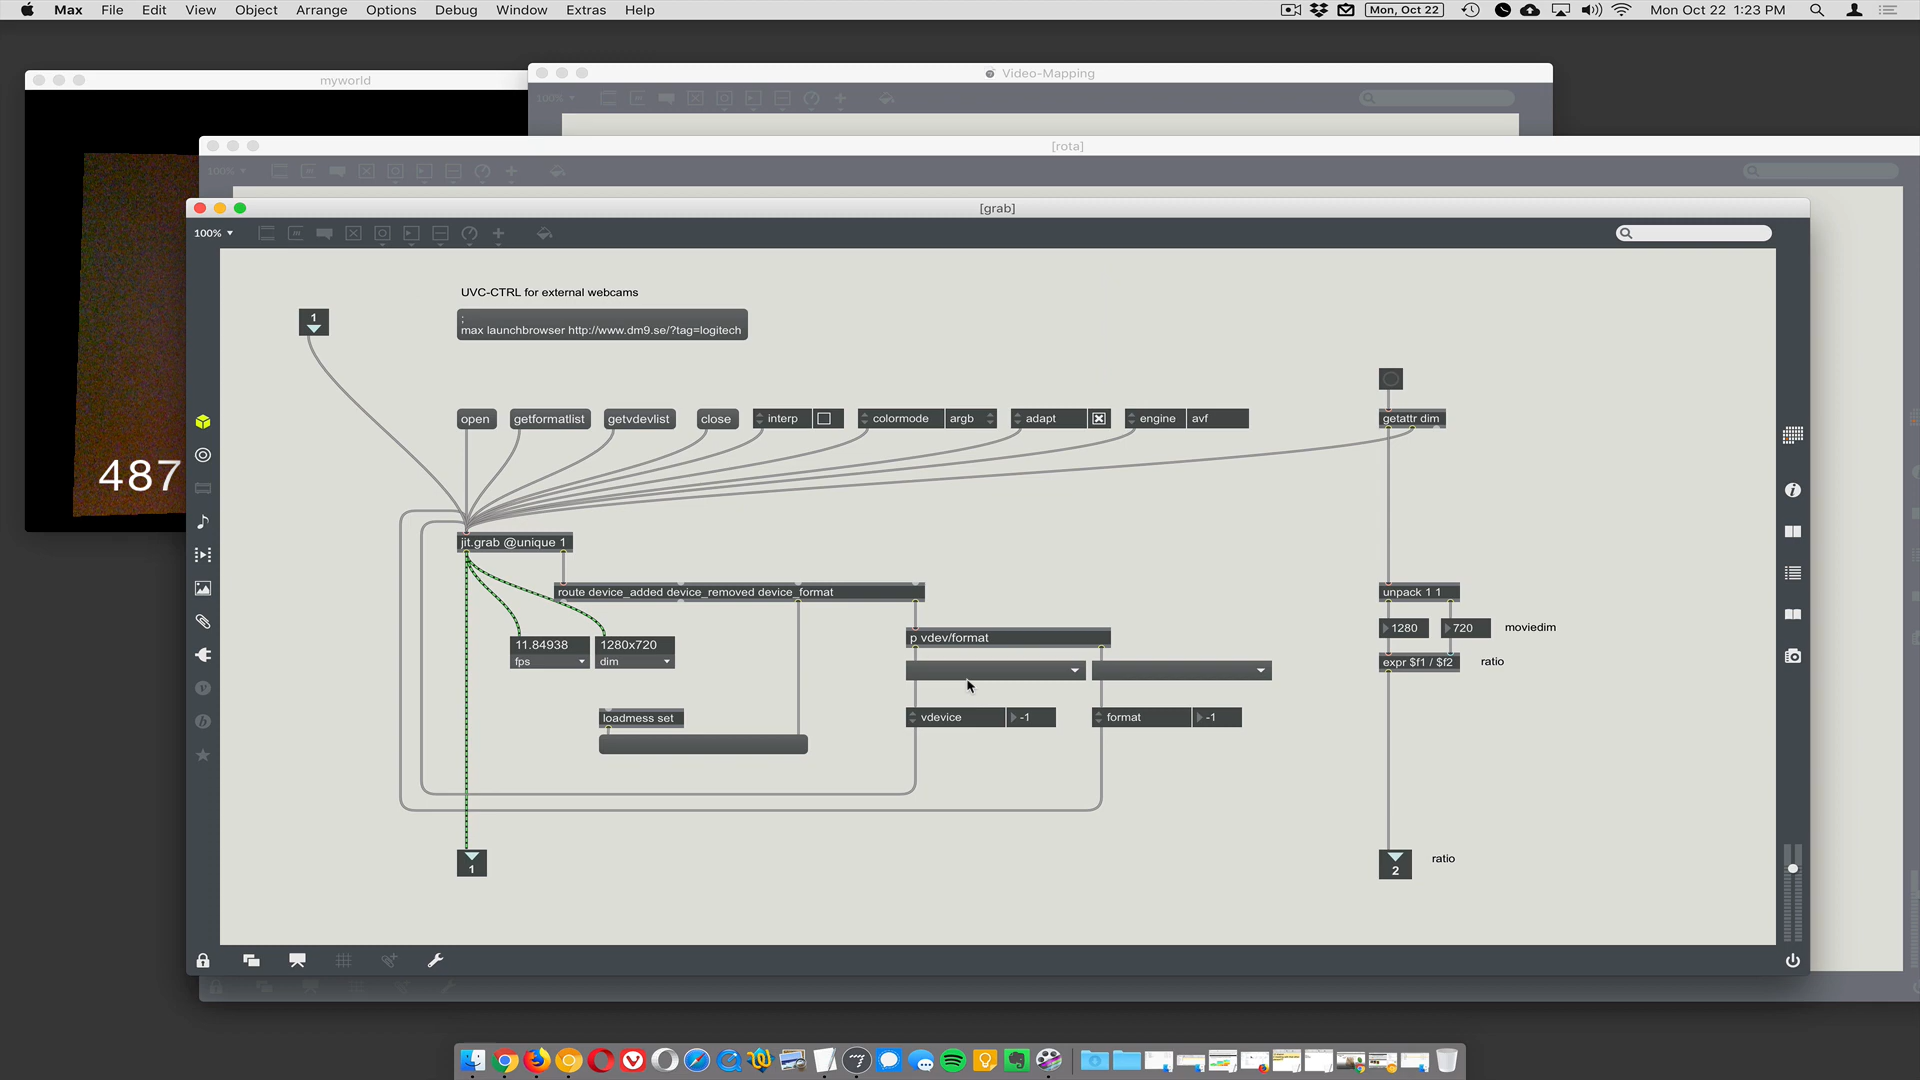 Max File Edit View Object Arrange Options Debug Window Extras Help
Mon, Oct 22
Mon Oct 22 1:23 PM
myworld
Video-Mapping
100%
[rota]
100%
[grab]
100%
UVC-CTRL for external webcams
1
;
max launchbrowser http://www.dm9.se/?tag=logitech
open getformatlist getvdevlist close interp colormode argb adapt engine avf getattr dim
487
jit.grab @unique 1
route device_added device_removed device_format
unpack 1 1
1280 720 moviedim
11.84938 1280x720
fps dim
p vdev/format
expr $f1 / $f2 ratio
loadmess set
vdevice -1 format -1
1
2
ratio